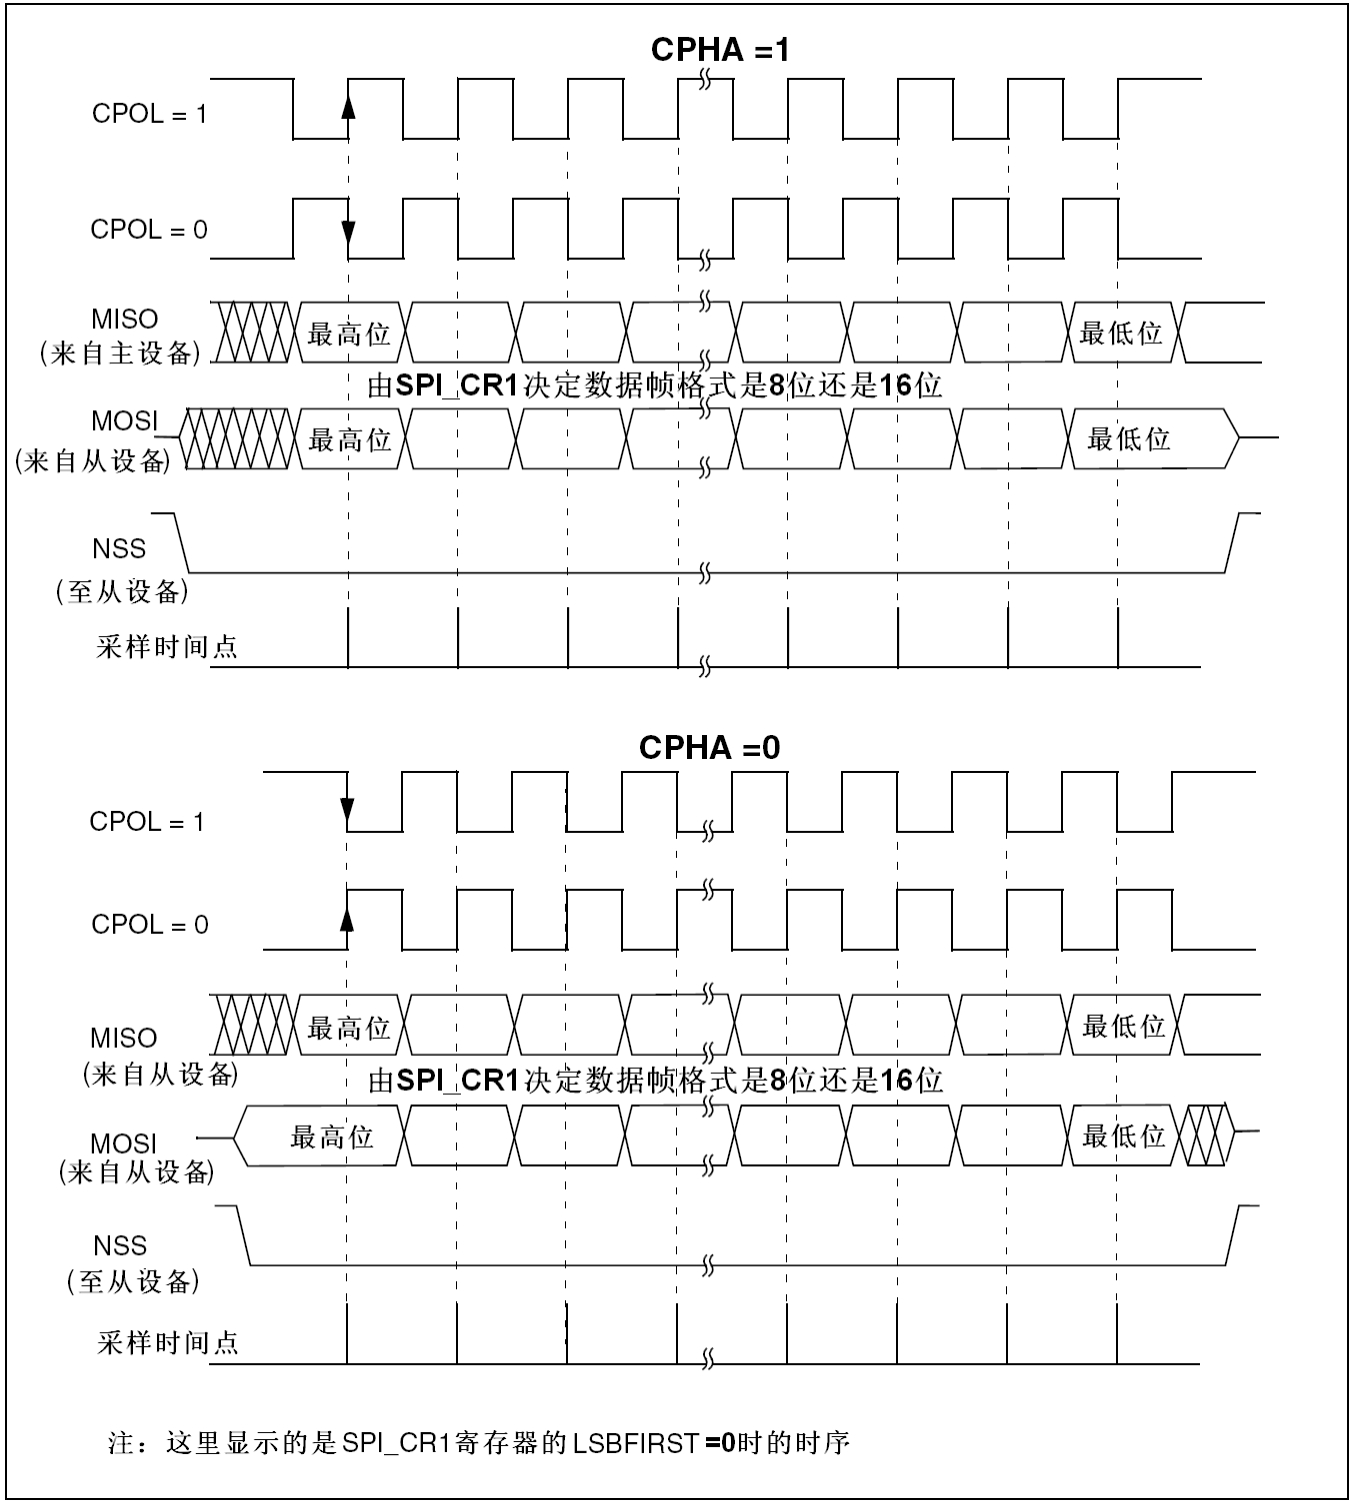 CPHA =1
CPOL = 1
CPOL = 0
MISO
(来自主设备)
最高位
最低位
由SPI_CR1决定数据帧格式是8位还是16位
MOSI
(来自从设备)
最高位
最低位
NSS
(至从设备)
采样时间点
CPHA =0
CPOL = 1
CPOL = 0
MISO
(来自从设备)
最高位
最低位
由SPI_CR1决定数据帧格式是8位还是16位
MOSI
(来自从设备)
最高位
最低位
NSS
(至从设备)
采样时间点
注：这里显示的是SPI_CR1寄存器的LSBFIRST=0时的时序